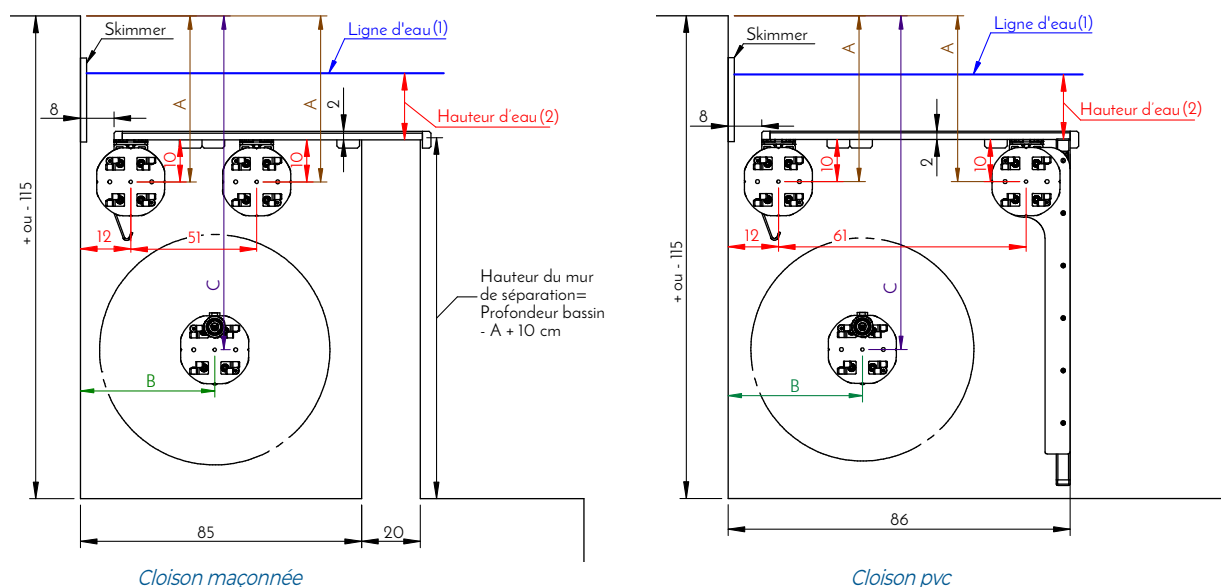 Skimmer
Ligne d'eau (1)
A
A
8
2
Hauteur d'eau (2)
10
10
+ ou - 115
12
51
C
Hauteur du mur
de séparation=
Profondeur bassin
- A + 10 cm
B
85
20
Cloison maçonnée
Skimmer
Ligne d'eau (1)
A
A
8
Hauteur d'eau (2)
2
10
10
+ ou - 115
12
61
C
B
86
Cloison pvc